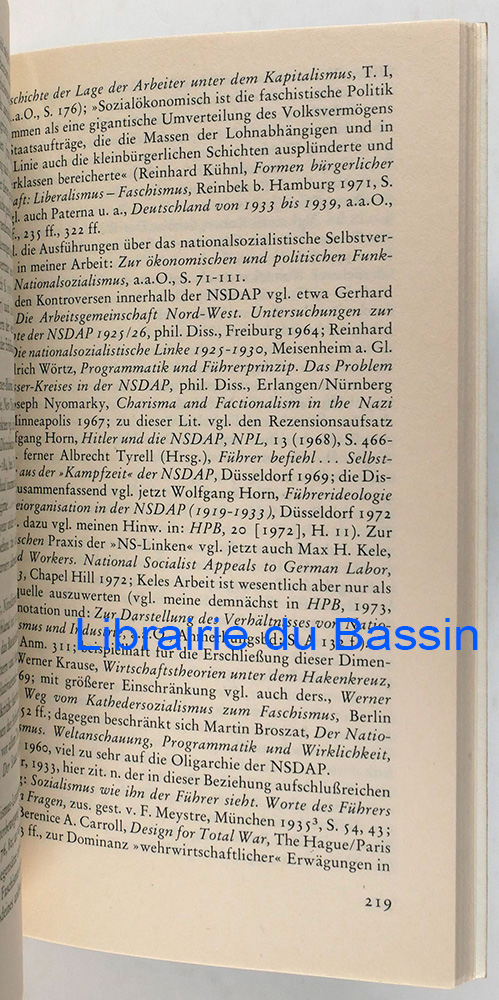 schichte der Lage der Arbeiter unter dem Kapitalismus, T. I,
a.a.O., S. 176); »Sozialökonomisch ist die faschistische Politik
mmen als eine gigantische Umverteilung des Volksvermögens
taatsaufträge, die die Massen der Lohnabhängigen und in
Linie auch die kleinbürgerlichen Schichten ausplünderte und
rklassen bereicherte« (Reinhard Kühnl, Formen bürgerlicher
aft: Liberalismus – Faschismus, Reinbek b. Hamburg 1971, S.
gl. auch Paterna u. a., Deutschland von 1933 bis 1939, a.a.O.,
f., 235 ff., 322 ff.
l. die Ausführungen über das nationalsozialistische Selbstver-
in meiner Arbeit: Zur ökonomischen und politischen Funk-
Nationalsozialismus, a.a.O., S. 71-111.
den Kontroversen innerhalb der NSDAP vgl. etwa Gerhard
Die Arbeitsgemeinschaft Nord-West. Untersuchungen zur
te der NSDAP 1925/26, phil. Diss., Freiburg 1964; Reinhard
Die nationalsozialistische Linke 1925-1930, Meisenheim a. Gl.
lrich Wörtz, Programmatik und Führerprinzip. Das Problem
sser-Kreises in der NSDAP, phil. Diss., Erlangen/Nürnberg
oseph Nyomarky, Charisma and Factionalism in the Nazi
inneapolis 1967; zu dieser Lit. vgl. den Rezensionsaufsatz
fgang Horn, Hitler und die NSDAP, NPL, 13 (1968), S. 466-
. ferner Albrecht Tyrell (Hrsg.), Führer befiehl... Selbst-
aus der »Kampfzeit« der NSDAP, Düsseldorf 1969; die Dis-
usammenfassend vgl. jetzt Wolfgang Horn, Führerideologie
eiorganisation in der NSDAP (1919-1933), Düsseldorf 1972
. dazu vgl. meinen Hinw. in: HPB, 20 [1972], H. 11). Zur
schen Praxis der »NS-Linken« vgl. jetzt auch Max H. Kele,
d Workers. National Socialist Appeals to German Labor,
3, Chapel Hill 1972; Keles Arbeit ist wesentlich aber nur als
quelle auszuwerten (vgl. meine demnächst in HPB, 1973,
notation und: Zur Darstellung des Verhältnisses von Natio-
smus und Industrie, a.a.O., Anmerkungsbd. S. 13
Librairie du Bassin
Anm. 311; beispielhaft für die Erschließung dieser Dimen-
Werner Krause, Wirtschaftstheorien unter dem Hakenkreuz,
69; mit größerer Einschränkung vgl. auch ders., Werner
Weg vom Kathedersozialismus zum Faschismus, Berlin
52 ff.; dagegen beschränkt sich Martin Broszat, Der Natio-
smus. Weltanschauung, Programmatik und Wirklichkeit,
1960, viel zu sehr auf die Oligarchie der NSDAP.
r, 1933, hier zit. n. der in dieser Beziehung aufschlußreichen
g: Sozialismus wie ihn der Führer sieht. Worte des Führers
n Fragen, zus. gest. v. F. Meystre, München 1935³, S. 54, 43;
Berenice A. Carroll, Design for Total War, The Hague/Paris
3 ff., zur Dominanz »wehrwirtschaftlicher« Erwägungen in
219